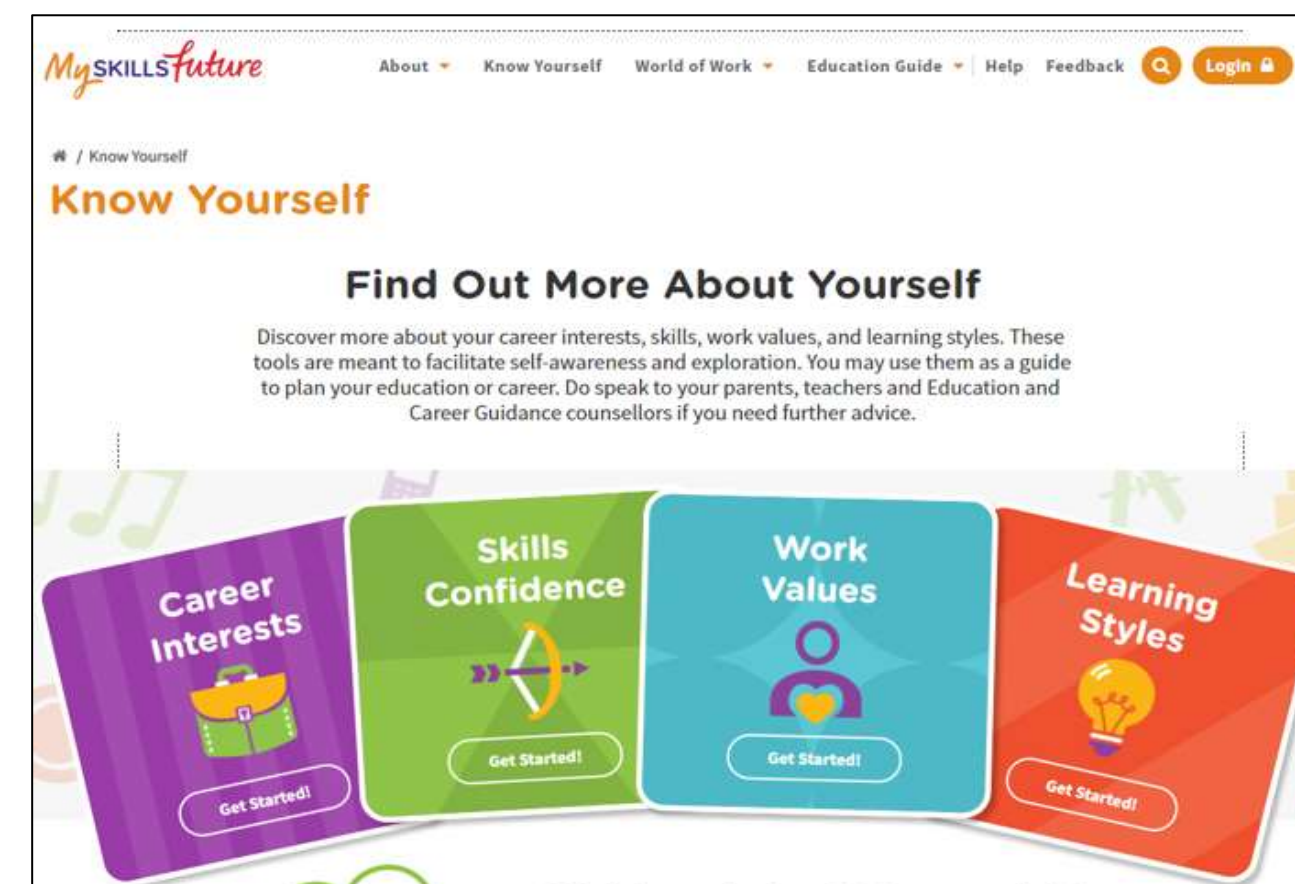 MySKILLSfuture
About Know Yourself World of Work Education Guide Help Feedback Login
/ Know Yourself
Know Yourself
Find Out More About Yourself
Discover more about your career interests, skills, work values, and learning styles. These
tools are meant to facilitate self-awareness and exploration. You may use them as a guide
to plan your education or career. Do speak to your parents, teachers and Education and
Career Guidance counsellors if you need further advice.
Career
Interests
Get Started!
Skills
Confidence
Get Started!
Work
Values
Get Started!
Learning
Styles
Get Started!